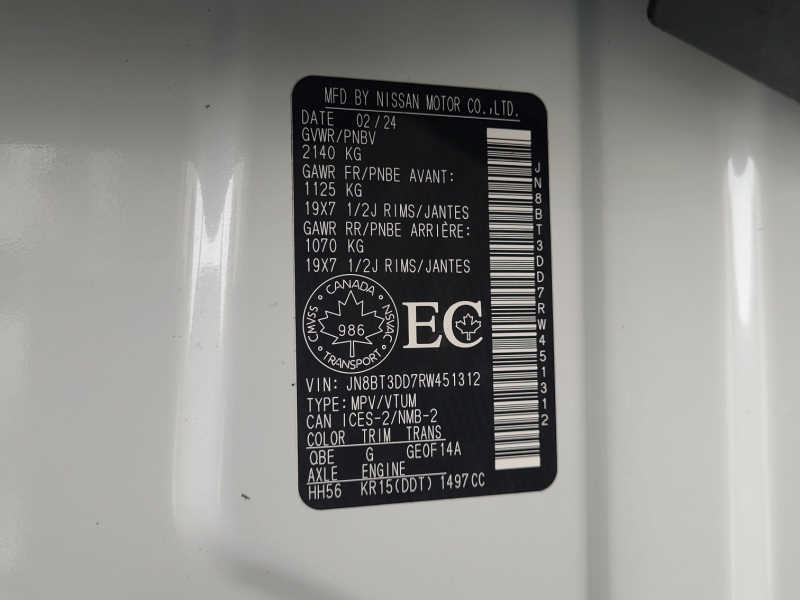 MFD BY NISSAN MOTOR CO.,LTD.
DATE 02/24
GVWR/PNBV
2140 KG
GAWR FR/PNBE AVANT:
1125 KG
19X7 1/2J RIMS/JANTES
GAWR RR/PNBE ARRIÈRE:
1070 KG
19X7 1/2J RIMS/JANTES
CANADA
CMVSS
NSVAC
986
TRANSPORT
EC
VIN: JN8BT3DD7RW451312
TYPE: MPV/VTUM
CAN ICES-2/NMB-2
COLOR TRIM TRANS
QBE G GE0F14A
AXLE ENGINE
HH56 KR15(DDT) 1497CC
JN8BT3DD7RW451312